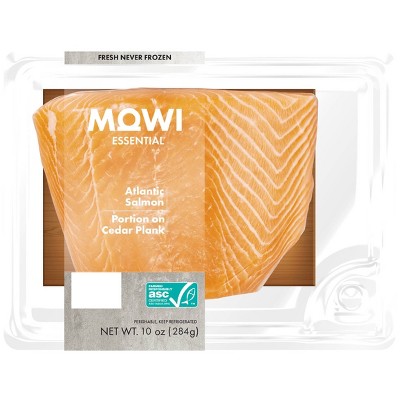 FRESH NEVER FROZEN
MOWI
ESSENTIAL
Atlantic
Salmon
Portion on
Cedar Plank
asc
PERISHABLE, KEEP REFRIGERATED
NET WT. 10 oz (284g)